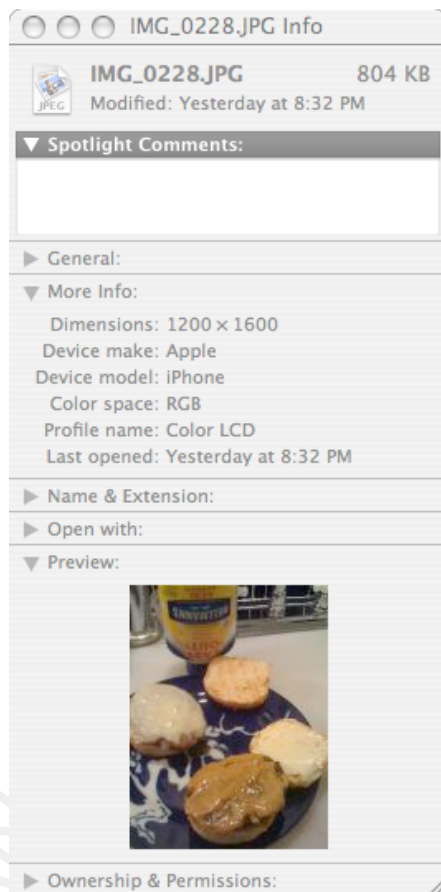 IMG_0228.JPG Info
IMG_0228.JPG 804 KB
JPEG
Modified: Yesterday at 8:32 PM
Spotlight Comments:
General:
More Info:
Dimensions: 1200 × 1600
Device make: Apple
Device model: iPhone
Color space: RGB
Profile name: Color LCD
Last opened: Yesterday at 8:32 PM
Name & Extension:
Open with:
Preview:
Ownership & Permissions: